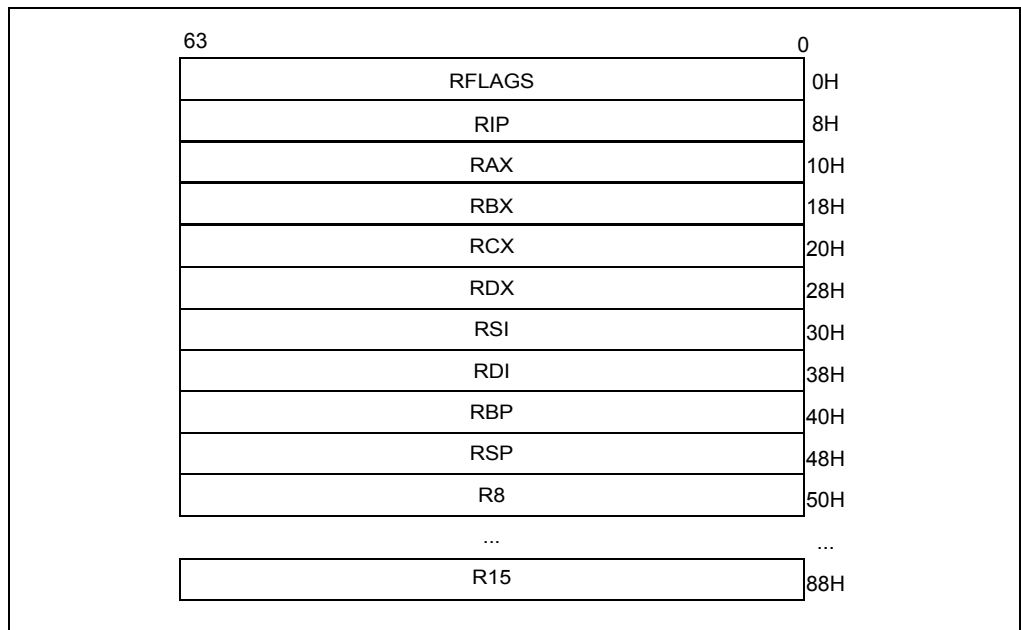 63 0
RFLAGS 0H
RIP 8H
RAX 10H
RBX 18H
RCX 20H
RDX 28H
RSI 30H
RDI 38H
RBP 40H
RSP 48H
R8 50H
... ...
R15 88H